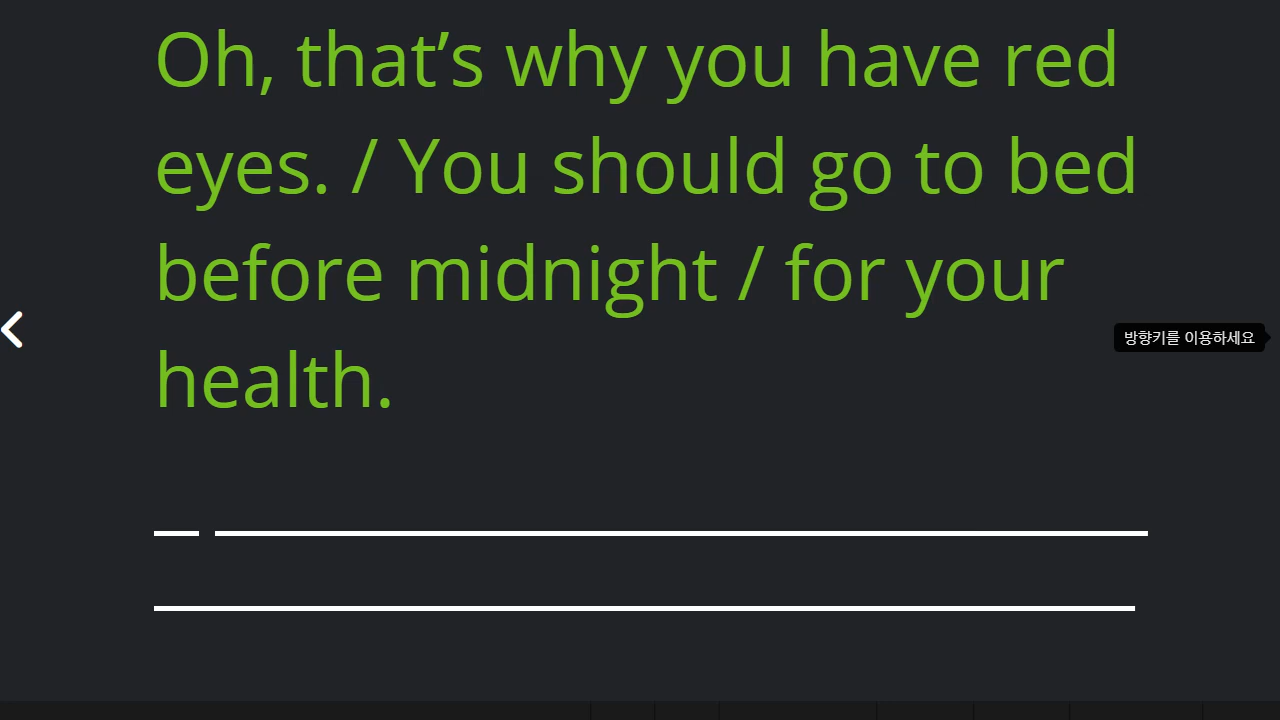 Oh, that’s why you have red
eyes. / You should go to bed
before midnight / for your
health.
방향키를 이용하세요